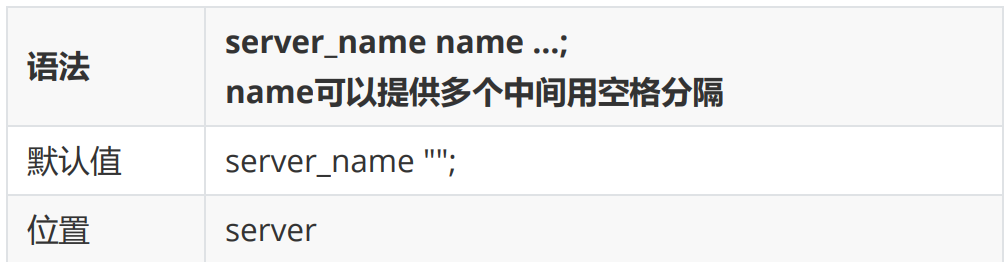 语法
server_name name ...;
name可以提供多个中间用空格分隔
默认值
server_name "";
位置
server